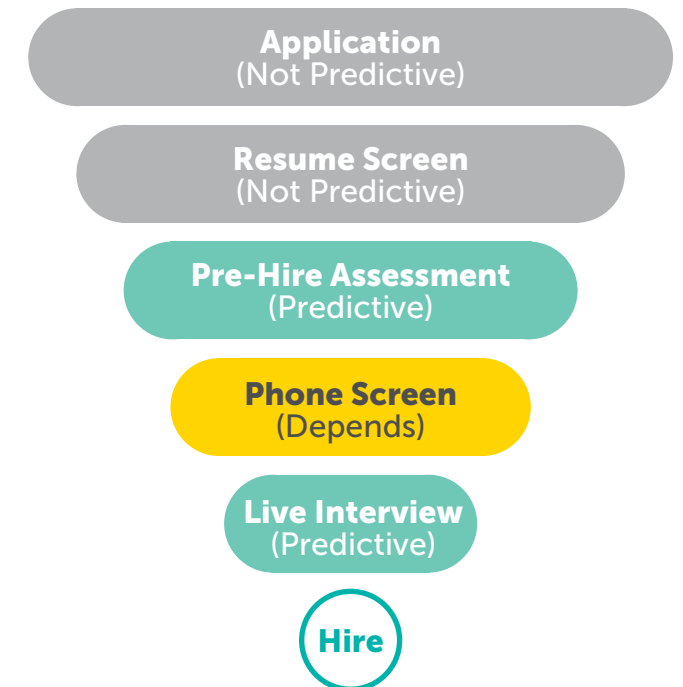 Application
(Not Predictive)
Resume Screen
(Not Predictive)
Pre-Hire Assessment
(Predictive)
Phone Screen
(Depends)
Live Interview
(Predictive)
Hire